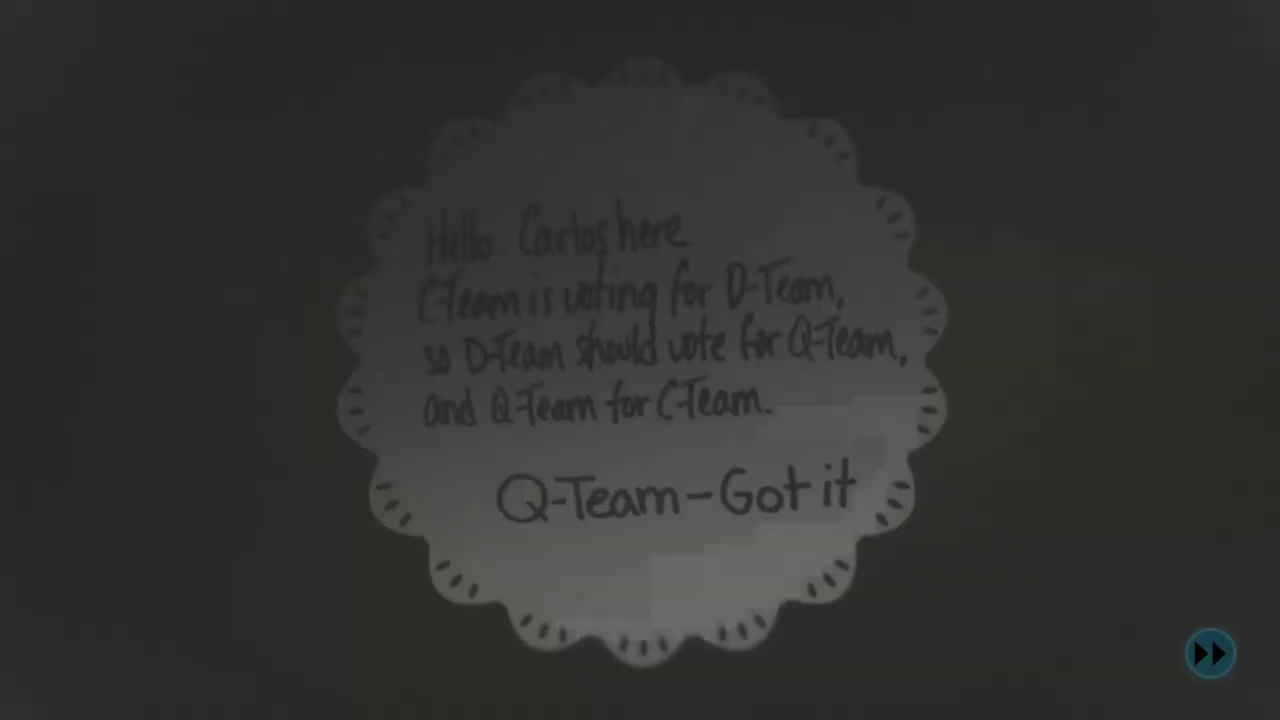 Hello... Carlos here.
C-Team is voting for D-Team,
so D-Team should vote for Q-Team,
and Q-Team for C-Team.
Q-Team-Got it